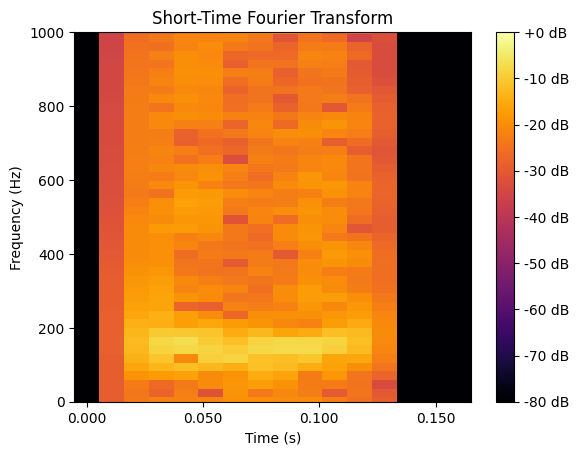 Short-Time Fourier Transform
1000
800
600
400
200
0
Frequency (Hz)
0.000
0.050
0.100
0.150
Time (s)
+0 dB
-10 dB
-20 dB
-30 dB
-40 dB
-50 dB
-60 dB
-70 dB
-80 dB